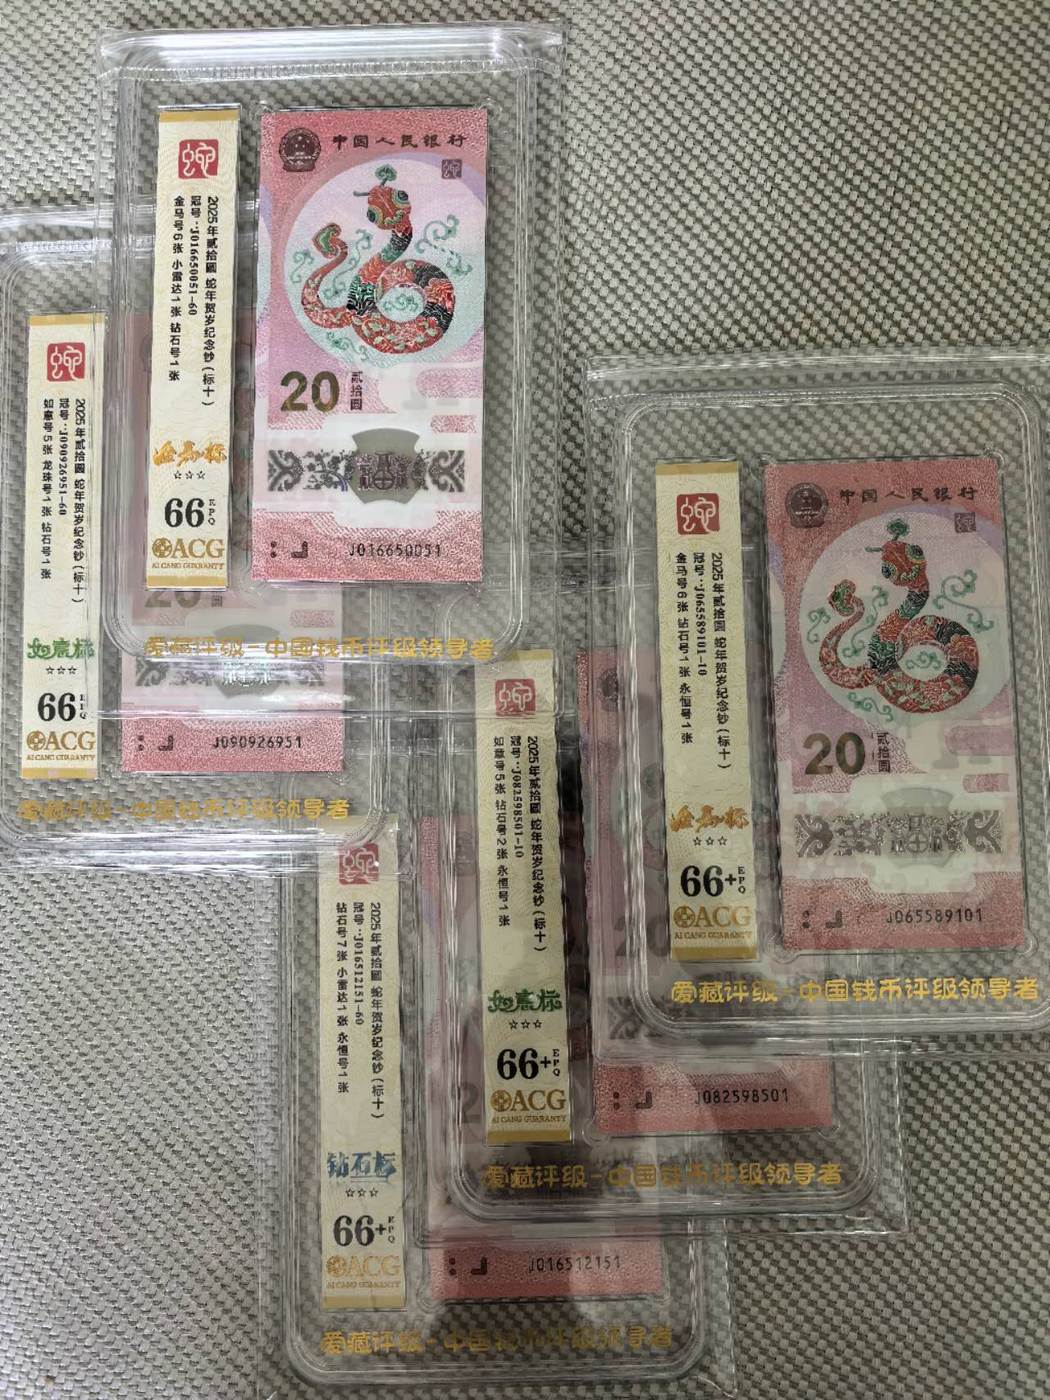 蛇
2025年贰拾圆 蛇年贺岁纪念钞(标十)
冠号:J016650051-60
金马号6张 小雷达1张 钻石号1张
金马标
☆☆☆
66 EPQ
ACG
AI CANG GUARANTY
中国人民银行
20 贰拾圆
J016650051
爱藏评级-中国钱币评级领导者
蛇
2025年贰拾圆 蛇年贺岁纪念钞(标十)
冠号:J090926951-60
如意号5张 龙珠号1张 钻石号1张
如意标
☆☆☆
66 EPQ
ACG
AI CANG GUARANTY
20
J090926951
爱藏评级-中国钱币评级领导者
蛇
2025年贰拾圆 蛇年贺岁纪念钞(标十)
冠号:J065589101-10
金马号6张 钻石号1张 永恒号1张
金马标
☆☆☆
66+ EPQ
ACG
AI CANG GUARANTY
中国人民银行
20 贰拾圆
J065589101
爱藏评级-中国钱币评级领导者
蛇
2025年贰拾圆 蛇年贺岁纪念钞(标十)
冠号:J082598501-10
如意号5张 钻石号2张 永恒号1张
如意标
☆☆☆
66+ EPQ
ACG
AI CANG GUARANTY
20
J082598501
爱藏评级-中国钱币评级领导者
蛇
2025年贰拾圆 蛇年贺岁纪念钞(标十)
冠号:J016512151-60
钻石号7张 小雷达1张 永恒号1张
钻石标
☆☆☆
66+ EPQ
ACG
AI CANG GUARANTY
J016512151
爱藏评级-中国钱币评级领导者